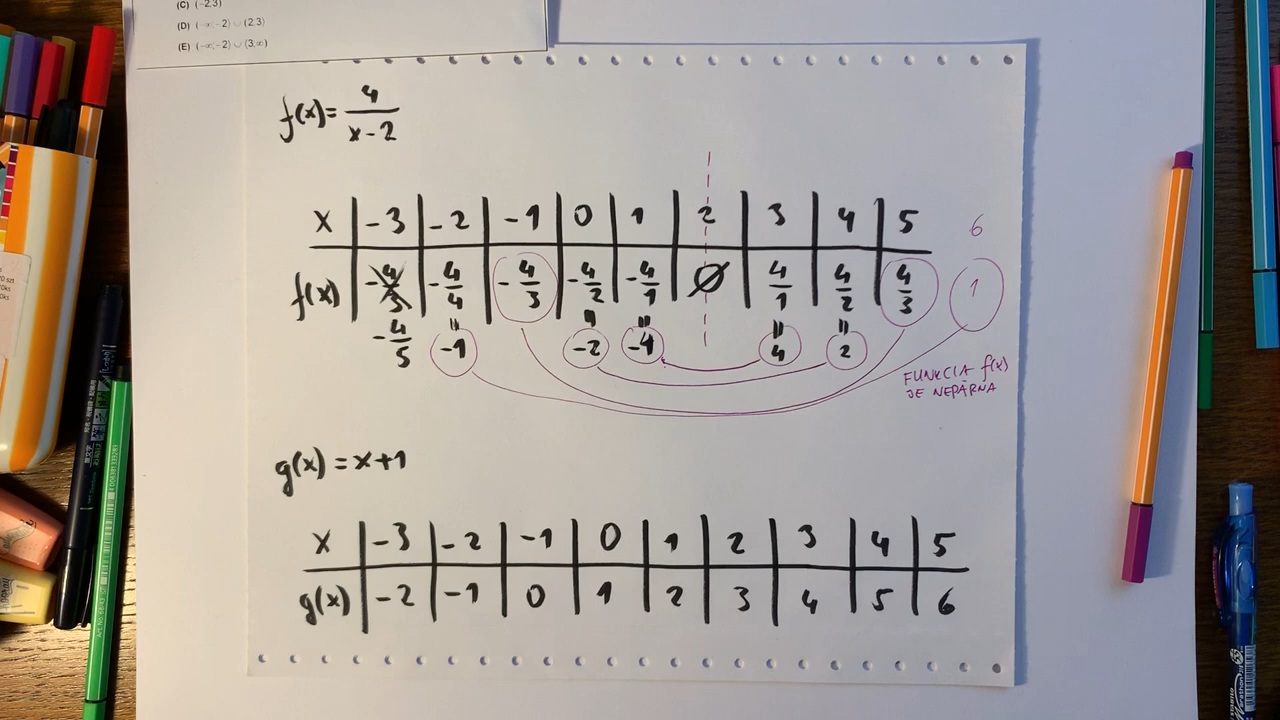 (C) (-2,3)
(D) (-∞,-2) ∪ (2,3)
(E) (-∞,-2) ∪ (3,∞)
f(x)= 4/(x-2)
x | -3 | -2 | -1 | 0 | 1 | 2 | 3 | 4 | 5 6
f(x) | -4/3 | -4/4 | -4/3 | -4/2 | -4/1 | ∅ | 4/1 | 4/2 | 4/3 1
-4/5 = -1 = -2 = -4 = 4 = 2
FUNKCIA f(x)
JE NEPÁRNA
g(x) = x+1
x | -3 | -2 | -1 | 0 | 1 | 2 | 3 | 4 | 5
g(x) | -2 | -1 | 0 | 1 | 2 | 3 | 4 | 5 | 6